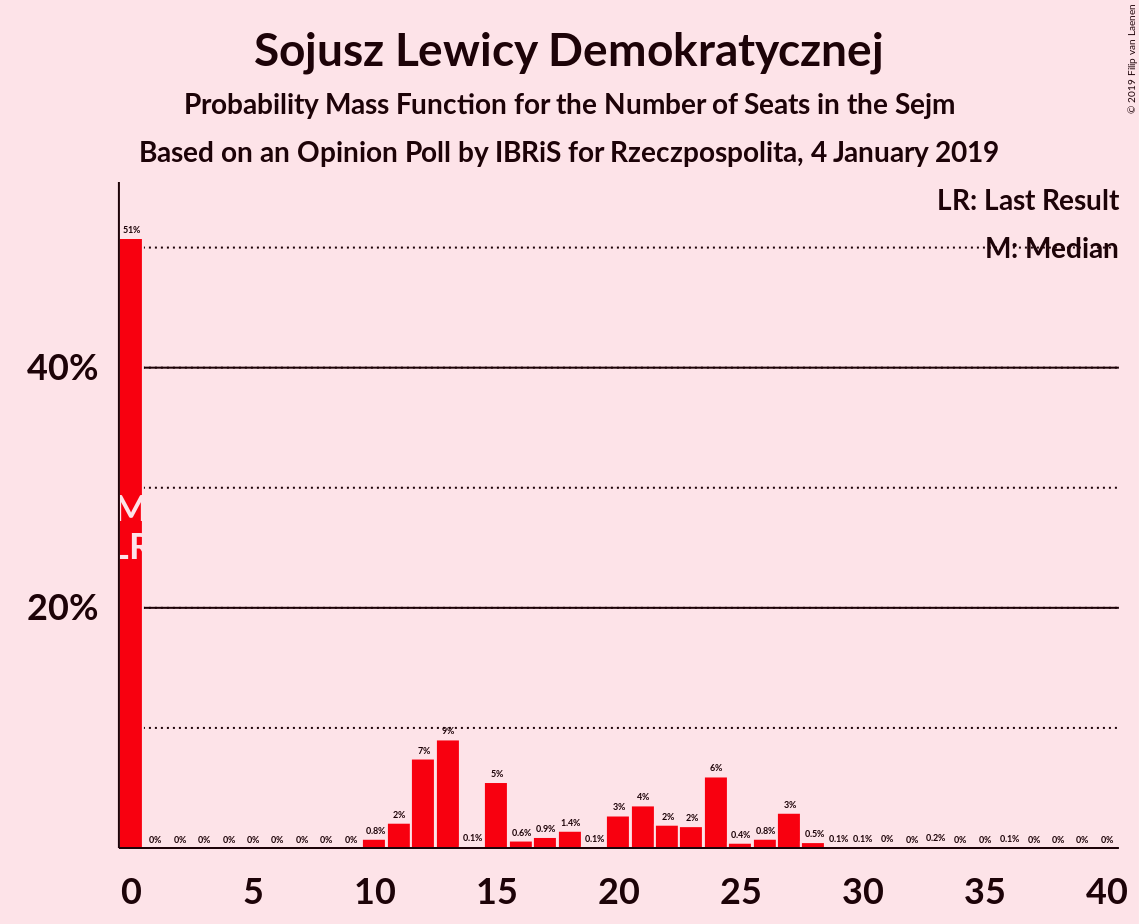 Sojusz Lewicy Demokratycznej
Probability Mass Function for the Number of Seats in the Sejm
Based on an Opinion Poll by IBRiS for Rzeczpospolita, 4 January 2019
© 2019 Filip van Laenen
LR: Last Result
M: Median
40%
20%
M
LR
51% 0% 0% 0% 0% 0% 0% 0% 0% 0% 0.8% 2% 7% 9% 0.1% 5% 0.6% 0.9% 1.4% 0.1% 3% 4% 2% 2% 6% 0.4% 0.8% 3% 0.5% 0.1% 0.1% 0% 0% 0.2% 0% 0% 0.1% 0% 0% 0% 0%
0 5 10 15 20 25 30 35 40